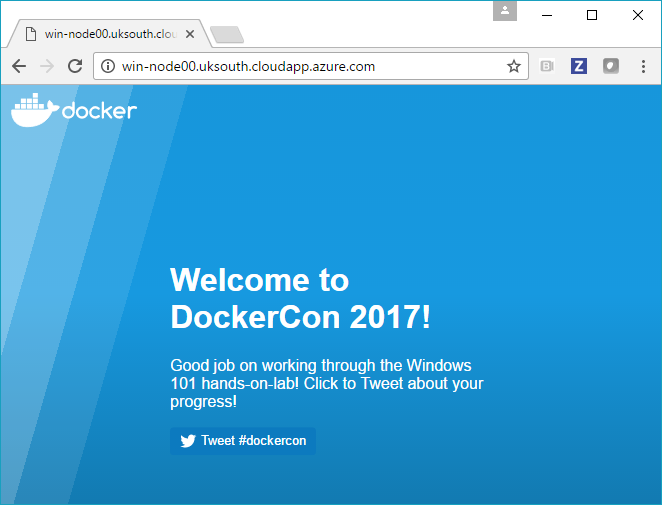 win-node00.uksouth.clou
win-node00.uksouth.cloudapp.azure.com
docker
Welcome to
DockerCon 2017!
Good job on working through the Windows
101 hands-on-lab! Click to Tweet about your
progress!
Tweet #dockercon